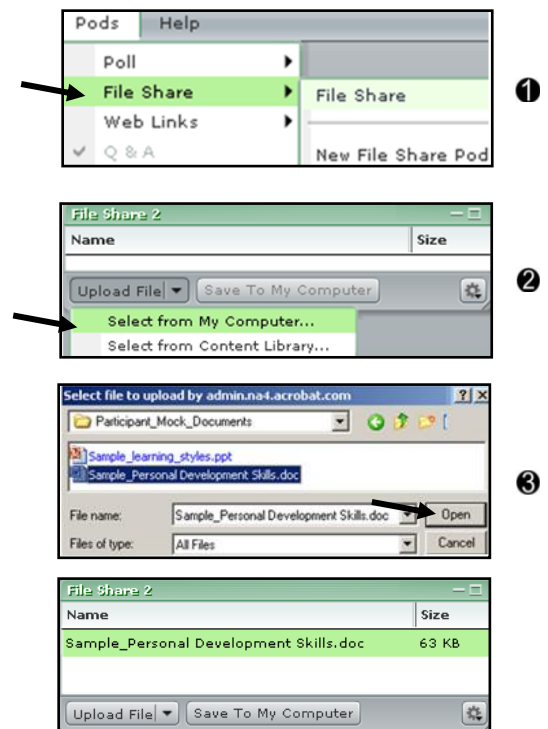 Pods Help
Poll
File Share File Share
Web Links
Q & A New File Share Pod
1
File Share 2
Name Size
Upload File Save To My Computer
Select from My Computer...
Select from Content Library...
2
Select file to upload by admin.na4.acrobat.com
Participant_Mock_Documents
Sample_learning_styles.ppt
Sample_Personal Development Skills.doc
File name: Sample_Personal Development Skills.doc Open
Files of type: All Files Cancel
3
File Share 2
Name Size
Sample_Personal Development Skills.doc 63 KB
Upload File Save To My Computer